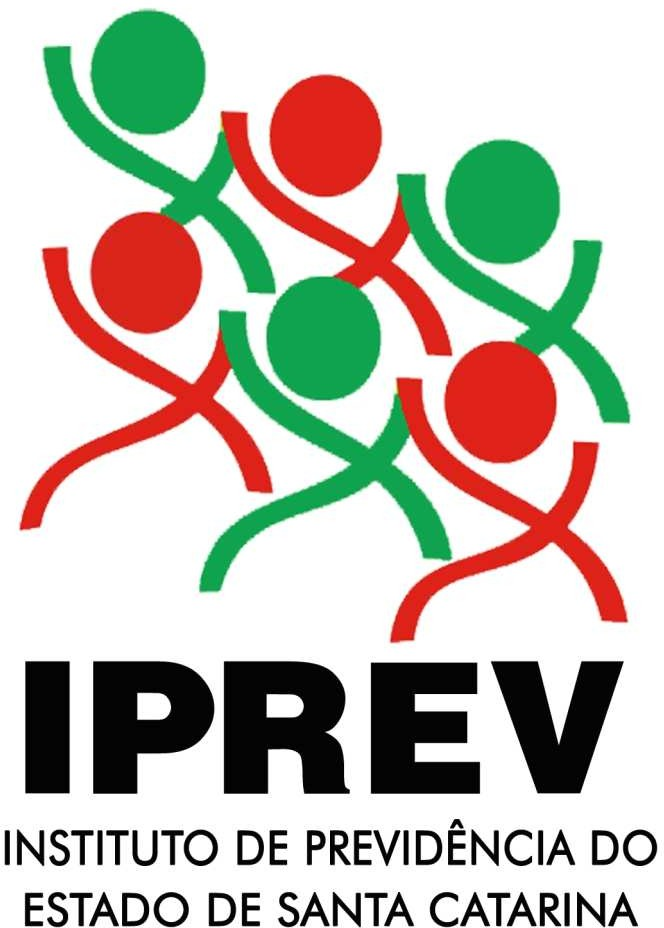 IPREV
INSTITUTO DE PREVIDÊNCIA DO
ESTADO DE SANTA CATARINA